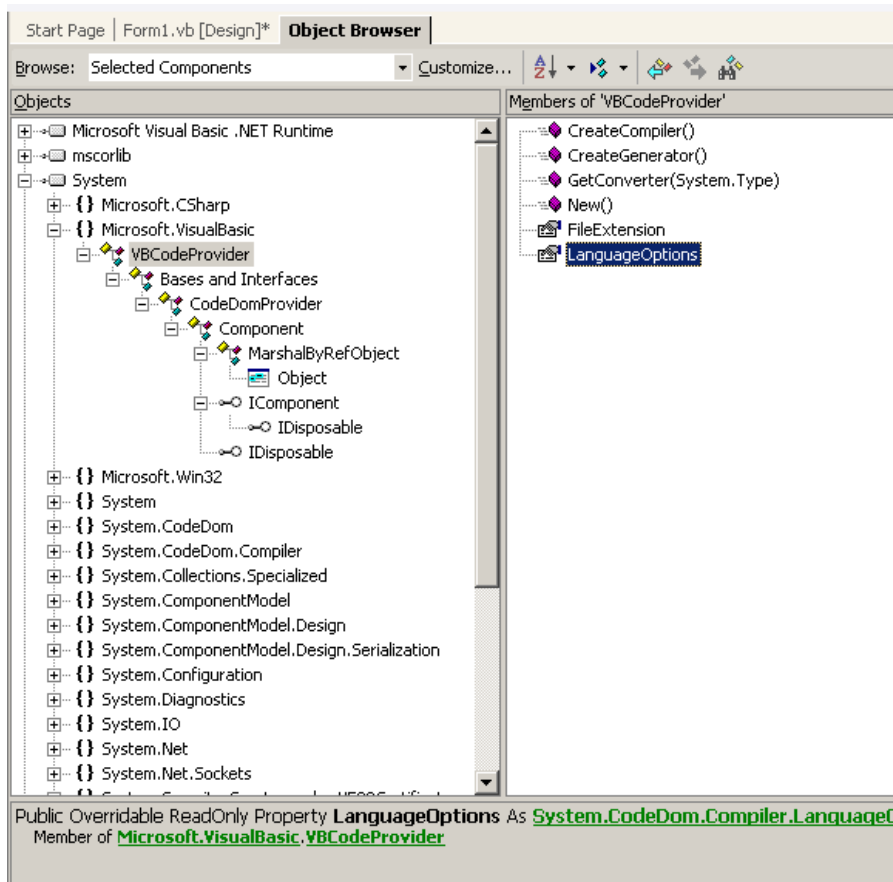 Start Page Form1.vb [Design]* Object Browser
Browse: Selected Components Customize...
Objects
Microsoft Visual Basic .NET Runtime
mscorlib
System
{} Microsoft.CSharp
{} Microsoft.VisualBasic
VBCodeProvider
Bases and Interfaces
CodeDomProvider
Component
MarshalByRefObject
Object
IComponent
IDisposable
IDisposable
{} Microsoft.Win32
{} System
{} System.CodeDom
{} System.CodeDom.Compiler
{} System.Collections.Specialized
{} System.ComponentModel
{} System.ComponentModel.Design
{} System.ComponentModel.Design.Serialization
{} System.Configuration
{} System.Diagnostics
{} System.IO
{} System.Net
{} System.Net.Sockets
Members of 'VBCodeProvider'
CreateCompiler()
CreateGenerator()
GetConverter(System.Type)
New()
FileExtension
LanguageOptions
Public Overridable ReadOnly Property LanguageOptions As System.CodeDom.Compiler.LanguageO
Member of Microsoft.VisualBasic.VBCodeProvider